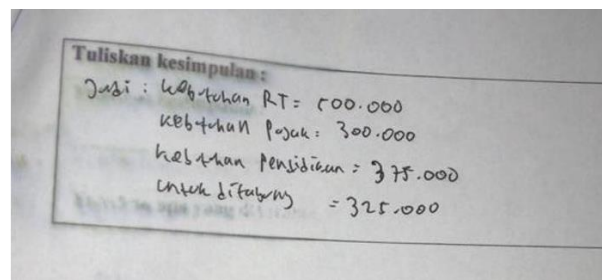 Tuliskan kesimpulan :
Jadi : kebutuhan RT = 500.000
kebutuhan Pajak : 300.000
kebutuhan Pendidikan = 375.000
untuk ditabung = 325.000